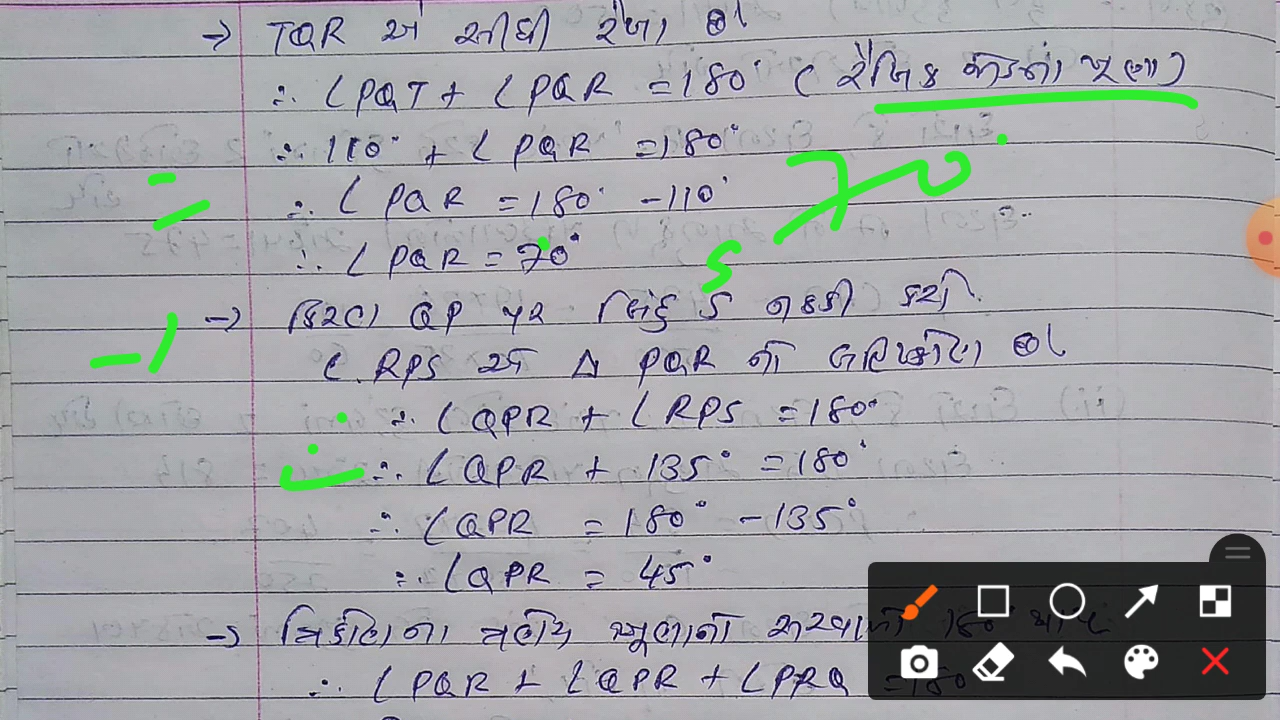 → TQR એ સીધી રેખા છે
∴ ∠PQT + ∠PQR = 180° (રૈખિક જોડના ખૂણા)
∴ 110° + ∠PQR = 180°
∴ ∠PQR = 180° - 110°
70
∴ ∠PQR = 70°
S
→ કિરણ QP પર બિંદુ S નક્કી કરો.
∠RPS એ Δ PQR નો બહિષ્કોણ છે
∴ ∠QPR + ∠RPS = 180°
∴ ∠QPR + 135° = 180°
∴ ∠QPR = 180° - 135°
∴ ∠QPR = 45°
→ ત્રિકોણના ત્રણેય ખૂણાનો સરવાળો 180°
∴ ∠PQR + ∠QPR + ∠PRQ = 180